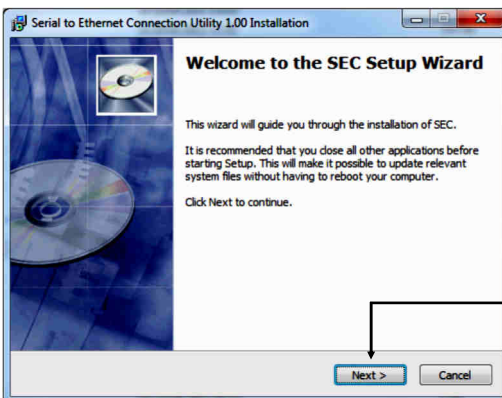 Serial to Ethernet Connection Utility 1.00 Installation
Welcome to the SEC Setup Wizard
This wizard will guide you through the installation of SEC.
It is recommended that you close all other applications before
starting Setup. This will make it possible to update relevant
system files without having to reboot your computer.
Click Next to continue.
Next >
Cancel